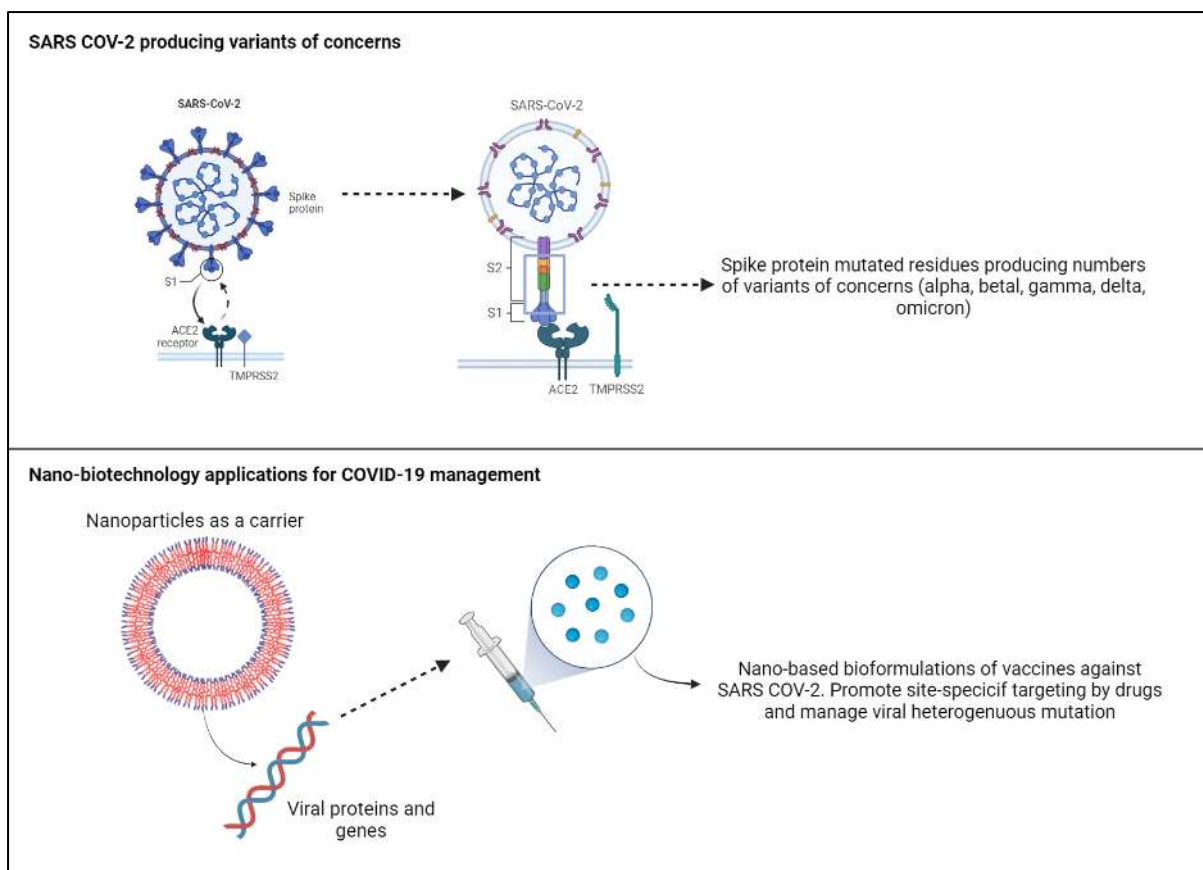 SARS COV-2 producing variants of concerns
SARS-CoV-2
Spike
protein
S1
ACE2
receptor
TMPRSS2
SARS-CoV-2
S2
S1
ACE2
TMPRSS2
Spike protein mutated residues producing numbers
of variants of concerns (alpha, betal, gamma, delta,
omicron)
Nano-biotechnology applications for COVID-19 management
Nanoparticles as a carrier
Viral proteins and
genes
Nano-based bioformulations of vaccines against
SARS COV-2. Promote site-specicif targeting by drugs
and manage viral heterogenuous mutation